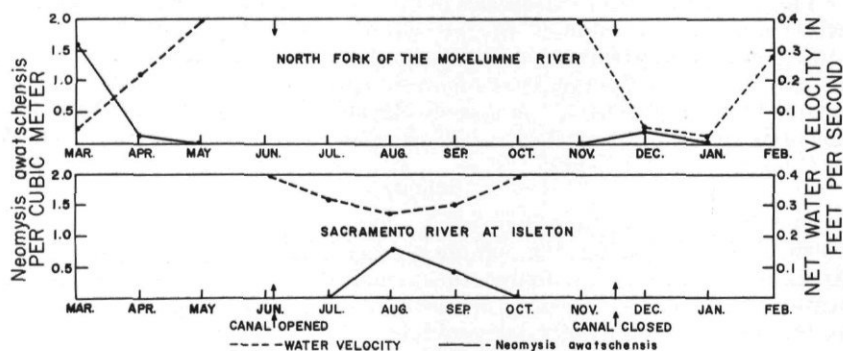 Neomysis awatschensis
PER CUBIC METER
2.0
1.5
1.0
0.5
NORTH FORK OF THE MOKELUMNE RIVER
0.4
0.3
0.2
0.1
MAR. APR. MAY JUN. JUL. AUG. SEP. OCT. NOV. DEC. JAN. FEB.
2.0
1.5
1.0
0.5
SACRAMENTO RIVER AT ISLETON
0.4
0.3
0.2
0.1
MAR. APR. MAY JUN. JUL. AUG. SEP. OCT. NOV. DEC. JAN. FEB.
NET WATER VELOCITY IN
FEET PER SECOND
CANAL OPENED
CANAL CLOSED
WATER VELOCITY
Neomysis awatschensis